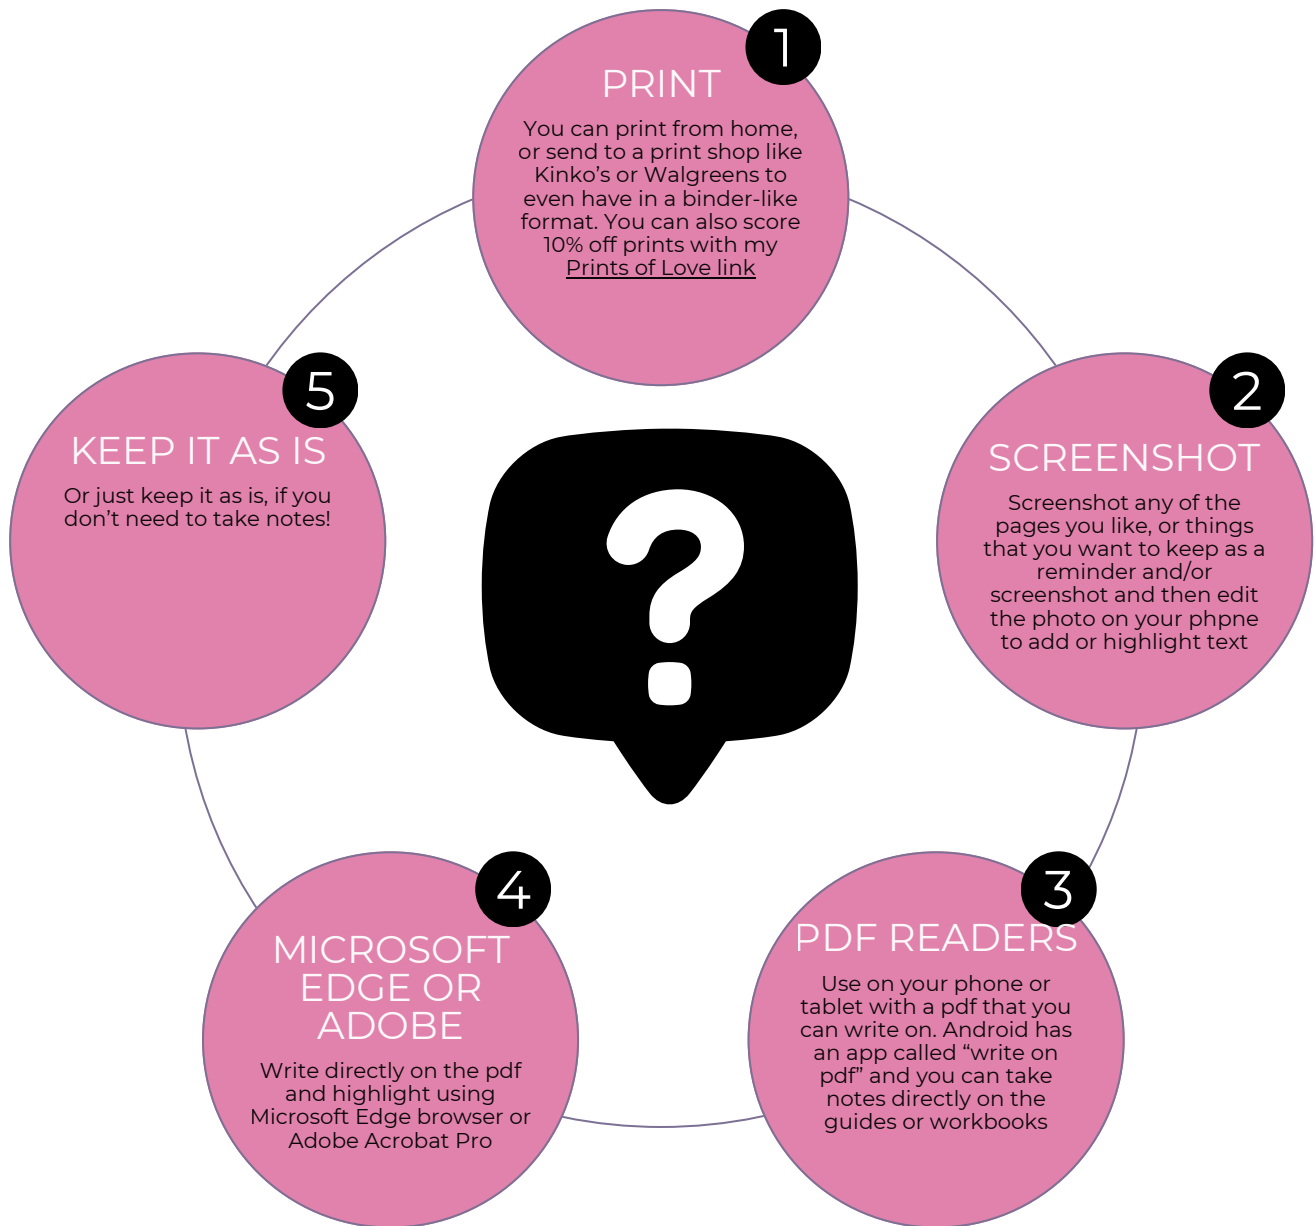 1
PRINT
You can print from home,
or send to a print shop like
Kinko’s or Walgreens to
even have in a binder-like
format. You can also score
10% off prints with my
Prints of Love link
2
SCREENSHOT
Screenshot any of the
pages you like, or things
that you want to keep as a
reminder and/or
screenshot and then edit
the photo on your phpne
to add or highlight text
3
PDF READERS
Use on your phone or
tablet with a pdf that you
can write on. Android has
an app called “write on
pdf” and you can take
notes directly on the
guides or workbooks
4
MICROSOFT
EDGE OR
ADOBE
Write directly on the pdf
and highlight using
Microsoft Edge browser or
Adobe Acrobat Pro
5
KEEP IT AS IS
Or just keep it as is, if you
don’t need to take notes!
?